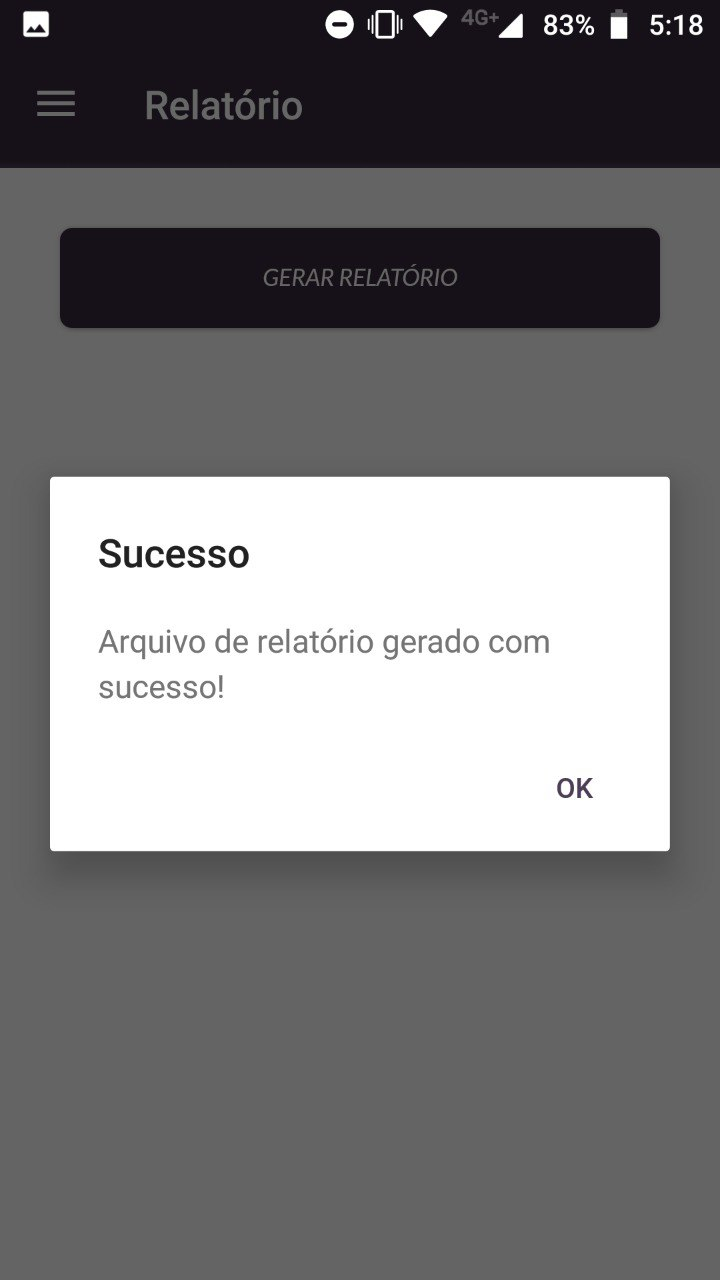 4G+ 83% 5:18
Relatório
GERAR RELATÓRIO
Sucesso
Arquivo de relatório gerado com
sucesso!
OK